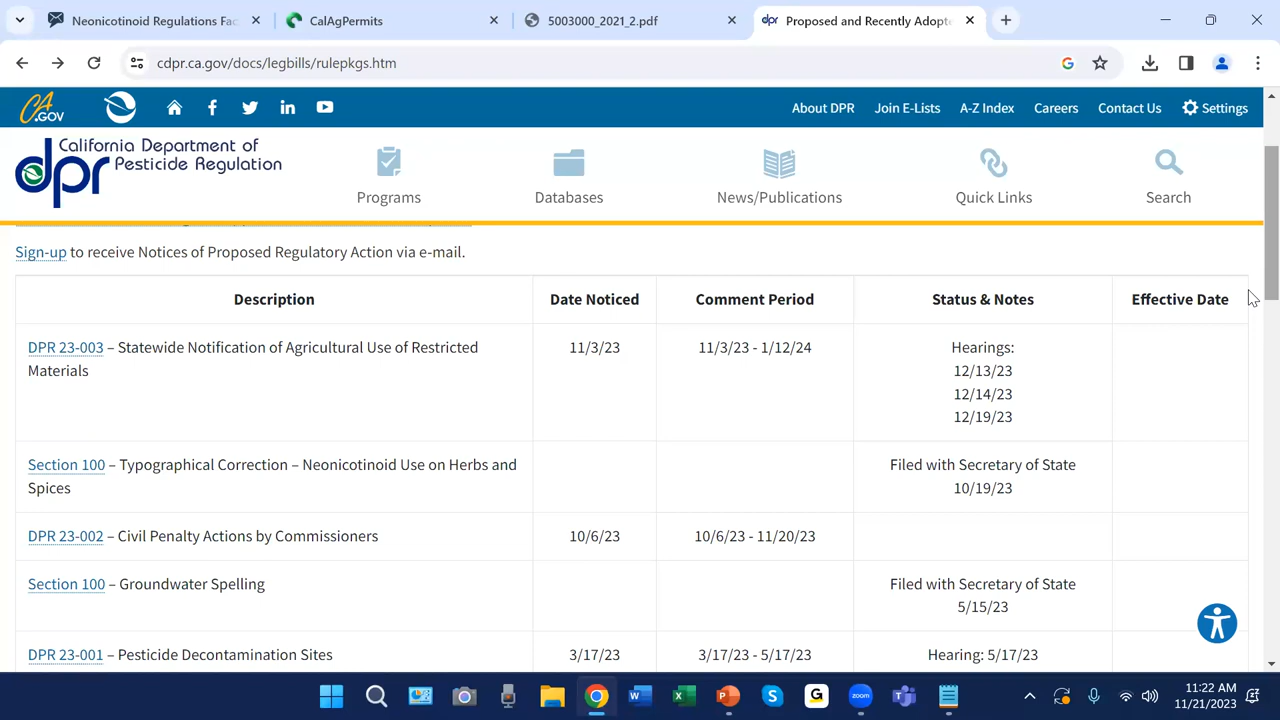 Neonicotinoid Regulations Fac
CalAgPermits
5003000_2021_2.pdf
dpr Proposed and Recently Adopte
cdpr.ca.gov/docs/legbills/rulepkgs.htm
CA.GOV
About DPR Join E-Lists A-Z Index Careers Contact Us Settings
dpr California Department of
Pesticide Regulation
Programs Databases News/Publications Quick Links Search
Sign-up to receive Notices of Proposed Regulatory Action via e-mail.
Description Date Noticed Comment Period Status & Notes Effective Date
DPR 23-003 – Statewide Notification of Agricultural Use of Restricted 11/3/23 11/3/23 - 1/12/24 Hearings:
Materials 12/13/23
12/14/23
12/19/23
Section 100 – Typographical Correction – Neonicotinoid Use on Herbs and Filed with Secretary of State
Spices 10/19/23
DPR 23-002 – Civil Penalty Actions by Commissioners 10/6/23 10/6/23 - 11/20/23
Section 100 – Groundwater Spelling Filed with Secretary of State
5/15/23
DPR 23-001 – Pesticide Decontamination Sites 3/17/23 3/17/23 - 5/17/23 Hearing: 5/17/23
zoom
11:22 AM
11/21/2023